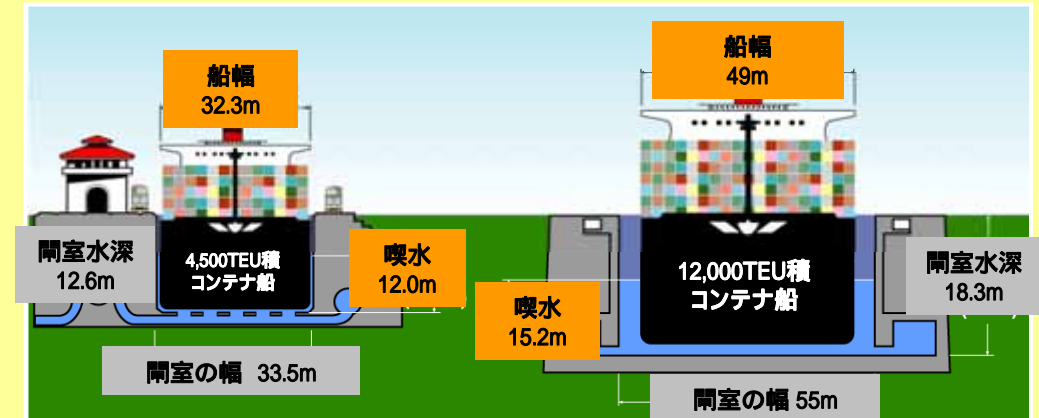 船幅
32.3m
船幅
49m
閘室水深
12.6m
4,500TEU積
コンテナ船
喫水
12.0m
喫水
15.2m
12,000TEU積
コンテナ船
閘室水深
18.3m
閘室の幅 33.5m
閘室の幅 55m